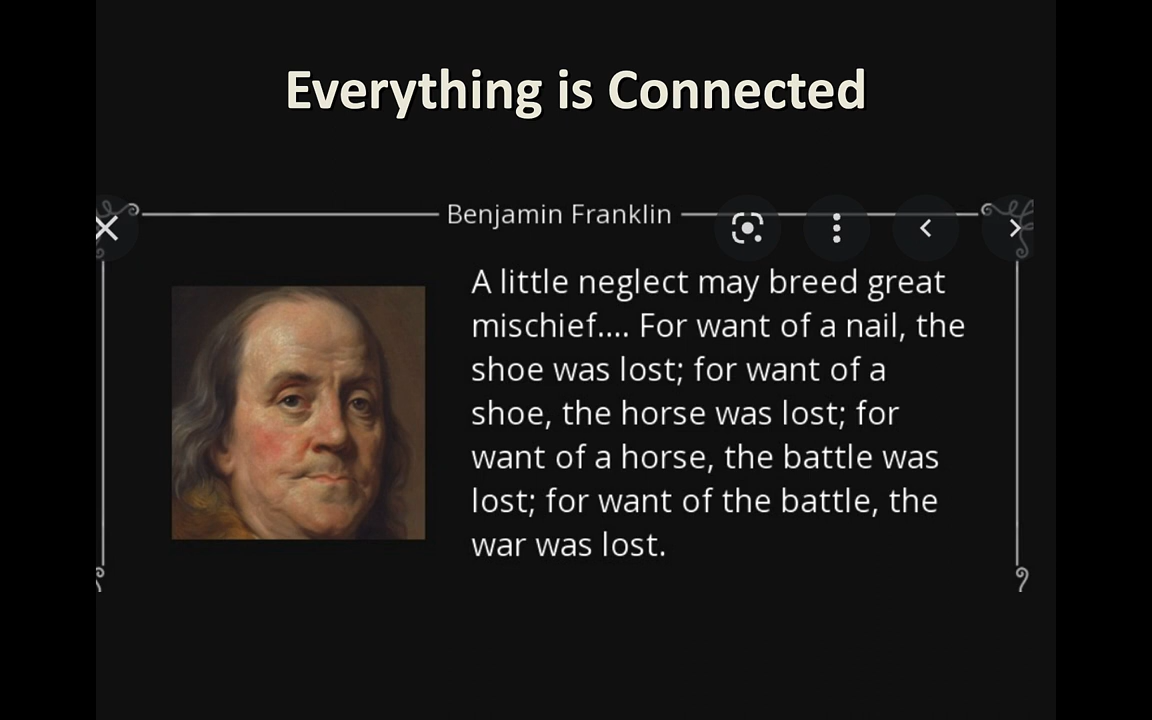 Everything is Connected
Benjamin Franklin
A little neglect may breed great
mischief.... For want of a nail, the
shoe was lost; for want of a
shoe, the horse was lost; for
want of a horse, the battle was
lost; for want of the battle, the
war was lost.